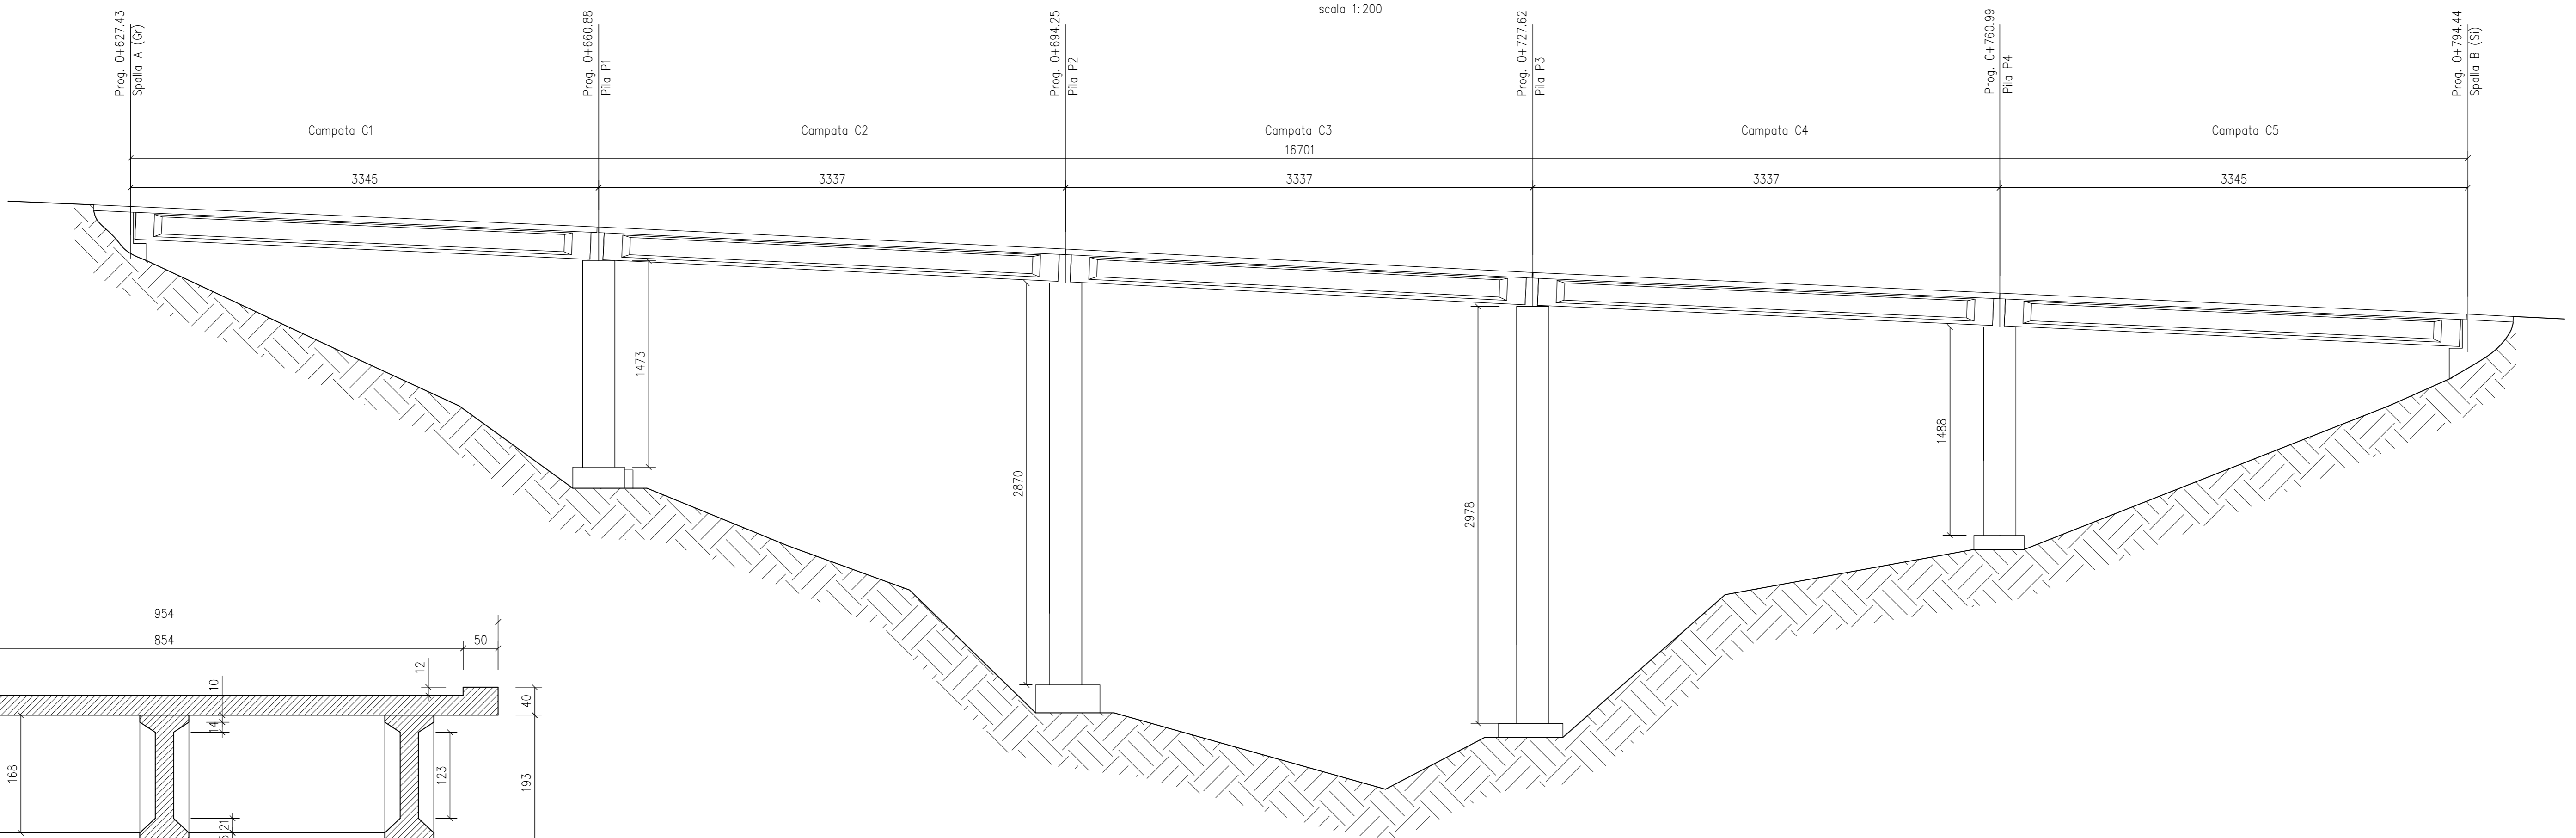 scala 1:200
Prog. 0+627.43
Spalla A (Gr)
Prog. 0+660.88
Pila P1
Prog. 0+694.25
Pila P2
Prog. 0+727.62
Pila P3
Prog. 0+760.99
Pila P4
Prog. 0+794.44
Spalla B (Si)
Campata C1
Campata C2
Campata C3
Campata C4
Campata C5
16701
3345
3337
3337
3337
3345
1473
2870
2978
1488
954
854
50
12
10
40
14
168
123
193
21